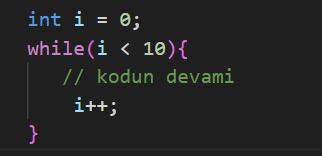 int i = 0;
while(i < 10){
// kodun devami
i++;
}